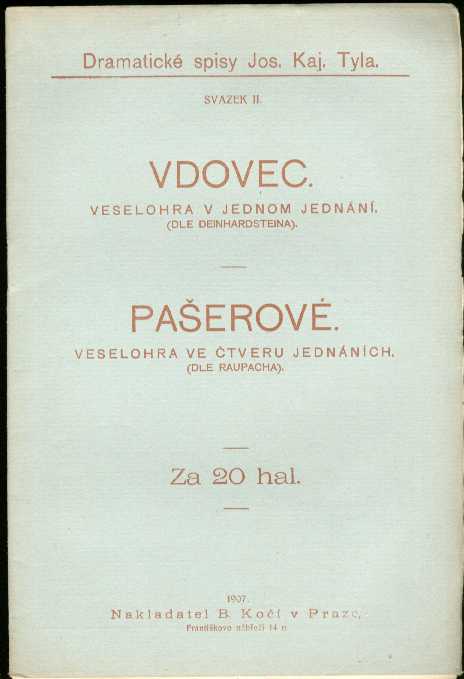 Dramatické spisy Jos. Kaj. Tyla.
SVAZEK II.
VDOVEC.
VESELOHRA V JEDNOM JEDNÁNÍ.
(DLE DEINHARDSTEINA).
PAŠEROVÉ.
VESELOHRA VE ČTVERU JEDNÁNÍCH.
(DLE RAUPACHA).
Za 20 hal.
1907.
Nakladatel B. Kočí v Praze,
Františkovo nábřeží 14 n